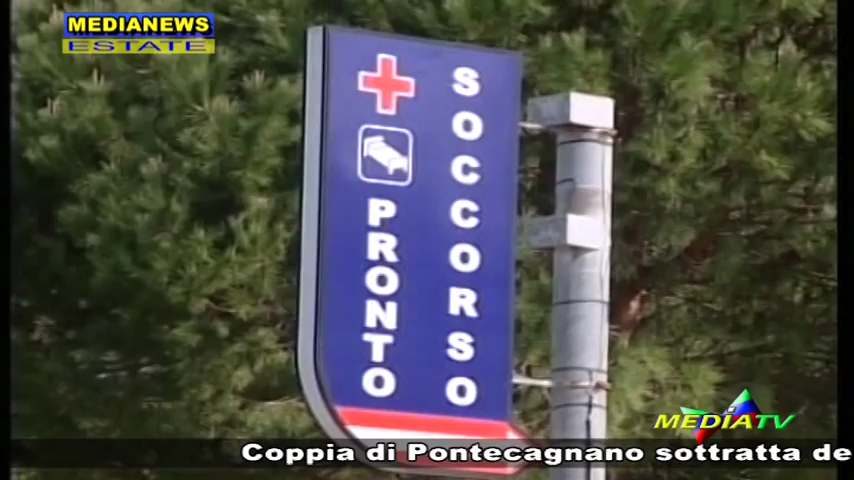 MEDIANEWS
ESTATE
PRONTO
SOCCORSO
MEDIATV
Coppia di Pontecagnano sottratta de